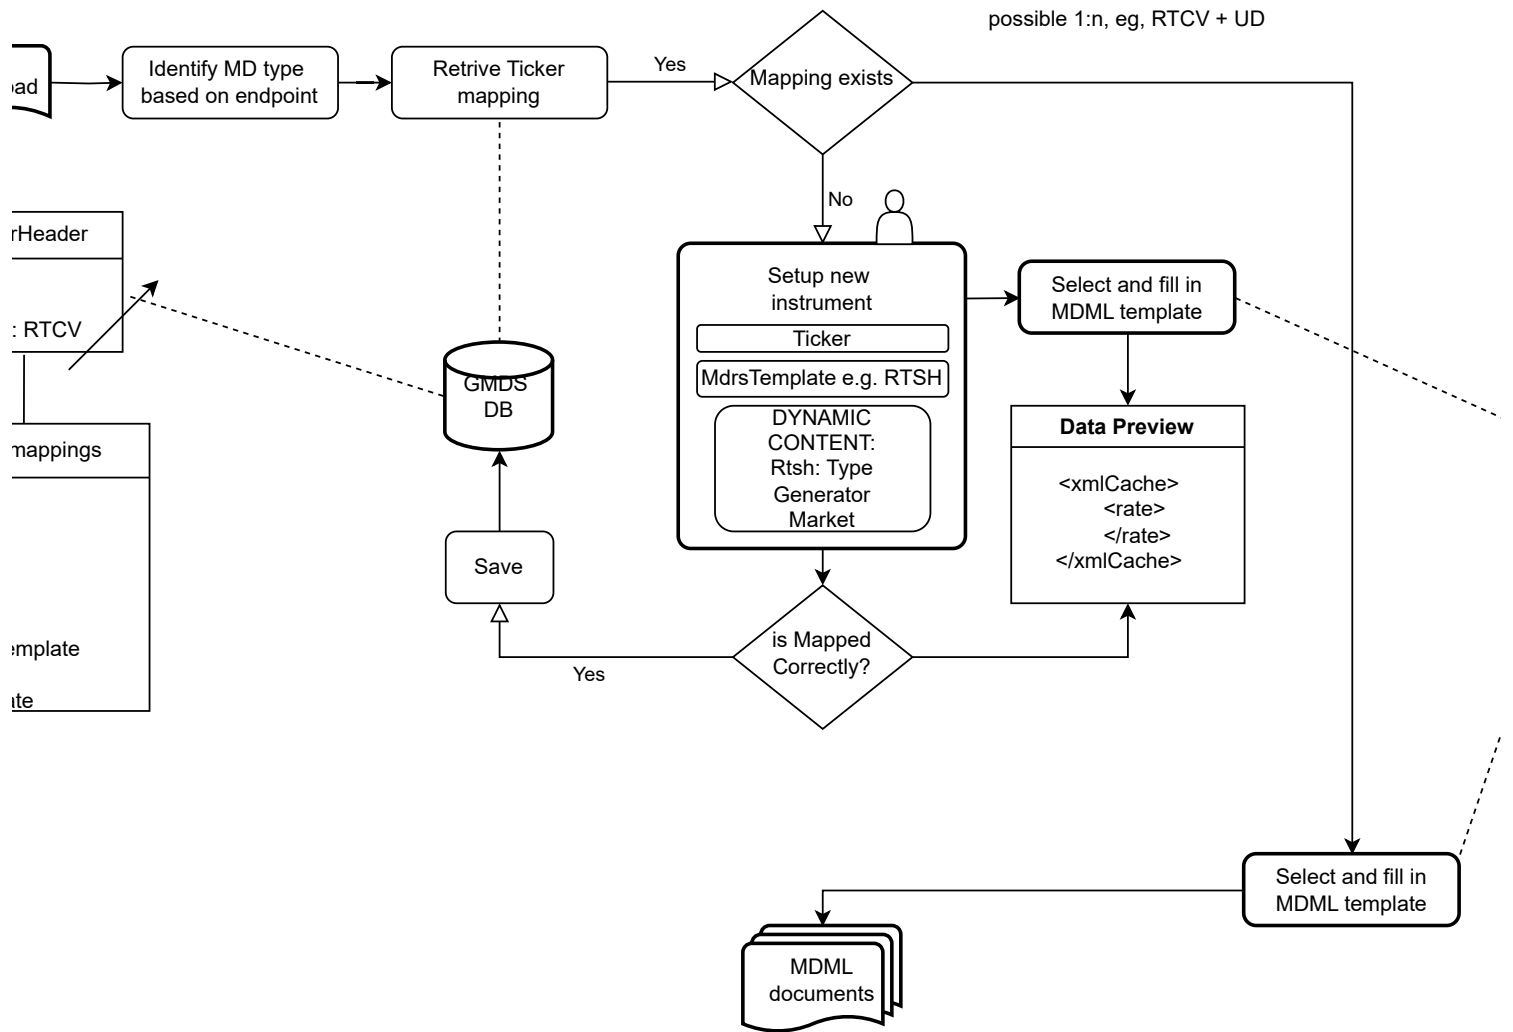 possible 1:n, eg, RTCV + UD
oad
Identify MD type
based on endpoint
Retrive Ticker
mapping
Yes
Mapping exists
No
rHeader
: RTCV
mappings
emplate
ate
GMDS
DB
Save
Yes
Setup new
instrument
Ticker
MdrsTemplate e.g. RTSH
DYNAMIC
CONTENT:
Rtsh: Type
Generator
Market
is Mapped
Correctly?
Select and fill in
MDML template
Data Preview
<xmlCache>
<rate>
</rate>
</xmlCache>
Select and fill in
MDML template
MDML
documents